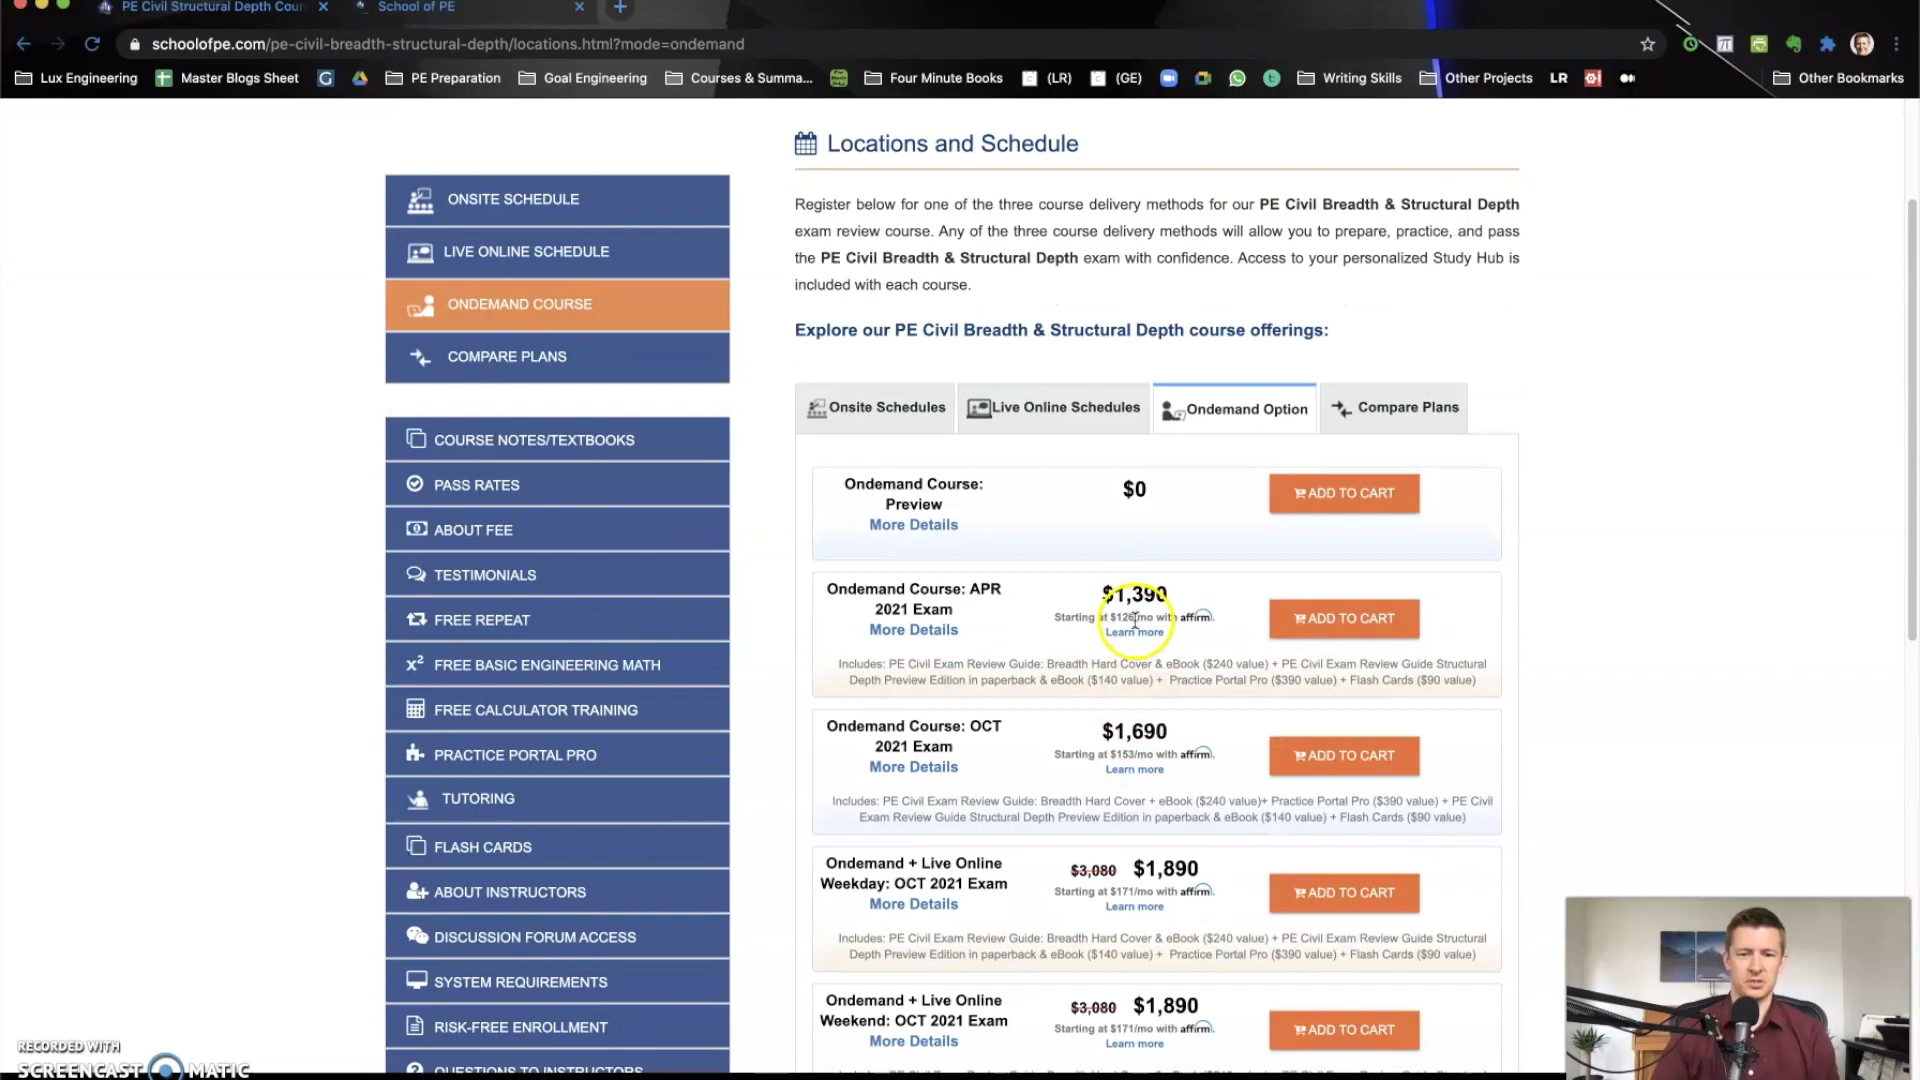 PE Civil Structural Depth Cour
School of PE
schoolofpe.com/pe-civil-breadth-structural-depth/locations.html?mode=ondemand
Lux Engineering
Master Blogs Sheet
PE Preparation
Goal Engineering
Courses & Summa...
Four Minute Books
(LR)
(GE)
Writing Skills
Other Projects
LR
Other Bookmarks
ONSITE SCHEDULE
LIVE ONLINE SCHEDULE
ONDEMAND COURSE
COMPARE PLANS
COURSE NOTES/TEXTBOOKS
PASS RATES
ABOUT FEE
TESTIMONIALS
FREE REPEAT
x² FREE BASIC ENGINEERING MATH
FREE CALCULATOR TRAINING
PRACTICE PORTAL PRO
TUTORING
FLASH CARDS
ABOUT INSTRUCTORS
DISCUSSION FORUM ACCESS
SYSTEM REQUIREMENTS
RISK-FREE ENROLLMENT
QUESTIONS TO INSTRUCTORS
Locations and Schedule
Register below for one of the three course delivery methods for our PE Civil Breadth & Structural Depth
exam review course. Any of the three course delivery methods will allow you to prepare, practice, and pass
the PE Civil Breadth & Structural Depth exam with confidence. Access to your personalized Study Hub is
included with each course.
Explore our PE Civil Breadth & Structural Depth course offerings:
Onsite Schedules
Live Online Schedules
Ondemand Option
Compare Plans
Ondemand Course:
Preview
More Details
$0
ADD TO CART
Ondemand Course: APR
2021 Exam
More Details
$1,390
Starting at $126/mo with affirm.
Learn more
ADD TO CART
Includes: PE Civil Exam Review Guide: Breadth Hard Cover & eBook ($240 value) + PE Civil Exam Review Guide Structural
Depth Preview Edition in paperback & eBook ($140 value) + Practice Portal Pro ($390 value) + Flash Cards ($90 value)
Ondemand Course: OCT
2021 Exam
More Details
$1,690
Starting at $153/mo with affirm.
Learn more
ADD TO CART
Includes: PE Civil Exam Review Guide: Breadth Hard Cover + eBook ($240 value)+ Practice Portal Pro ($390 value) + PE Civil
Exam Review Guide Structural Depth Preview Edition in paperback & eBook ($140 value) + Flash Cards ($90 value)
Ondemand + Live Online
Weekday: OCT 2021 Exam
More Details
$3,080 $1,890
Starting at $171/mo with affirm.
Learn more
ADD TO CART
Includes: PE Civil Exam Review Guide: Breadth Hard Cover & eBook ($240 value) + PE Civil Exam Review Guide Structural
Depth Preview Edition in paperback & eBook ($140 value) + Practice Portal Pro ($390 value) + Flash Cards ($90 value)
Ondemand + Live Online
Weekend: OCT 2021 Exam
More Details
$3,080 $1,890
Starting at $171/mo with affirm.
Learn more
ADD TO CART
RECORDED WITH
SCREENCAST MATIC